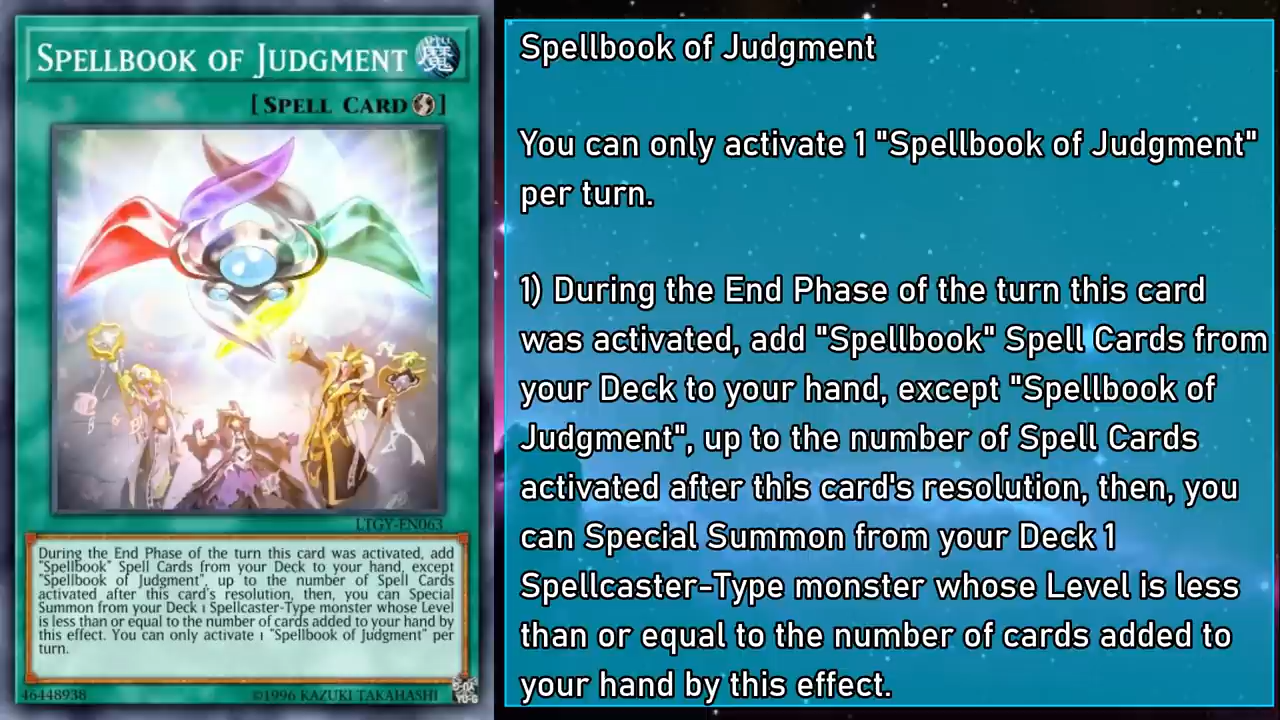 SPELLBOOK OF JUDGMENT
SPELL
魔
[ SPELL CARD ]
LTGY-EN063
During the End Phase of the turn this card was activated, add
"Spellbook" Spell Cards from your Deck to your hand, except
"Spellbook of Judgment", up to the number of Spell Cards
activated after this card's resolution, then, you can Special
Summon from your Deck 1 Spellcaster-Type monster whose Level
is less than or equal to the number of cards added to your hand by
this effect. You can only activate 1 "Spellbook of Judgment" per
turn.
46448938
©1996 KAZUKI TAKAHASHI
Spellbook of Judgment
You can only activate 1 "Spellbook of Judgment"
per turn.
1) During the End Phase of the turn this card
was activated, add "Spellbook" Spell Cards from
your Deck to your hand, except "Spellbook of
Judgment", up to the number of Spell Cards
activated after this card's resolution, then, you
can Special Summon from your Deck 1
Spellcaster-Type monster whose Level is less
than or equal to the number of cards added to
your hand by this effect.